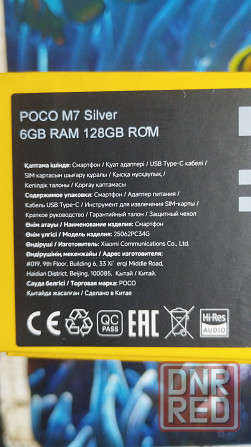 POCO M7 Silver
6GB RAM 128GB ROM
Қаптама ішінде: Смартфон / Қуат адаптері / USB Type-C кабелі /
SIM картасын шығару құралы / Қысқа нұсқаулық /
Кепілдік талоны / Қорғау қаптамасы
Содержимое упаковки: Смартфон / Адаптер питания /
Кабель USB Type-C / Инструмент для извлечения SIM-карты /
Краткое руководство / Гарантийный талон / Защитный чехол
Өнім атауы / Наименование изделия: Смартфон
Өнім үлгісі / Модель изделия: 25062PC34G
Өндіруші / Изготовитель: Xiaomi Communications Co., Ltd.
Өндірушінің мекенжайы / Адрес изготовителя:
#019, 9th Floor, Building 6, 33 Xi`erqi Middle Road,
Haidian District, Beijing, 100085, Қытай / Китай.
Сауда белгісі / Торговая марка: POCO
Қытайда жасалған / Сделано в Китае
CE
QC
PASS
EAC
Hi-Res
AUDIO
DNR
RED